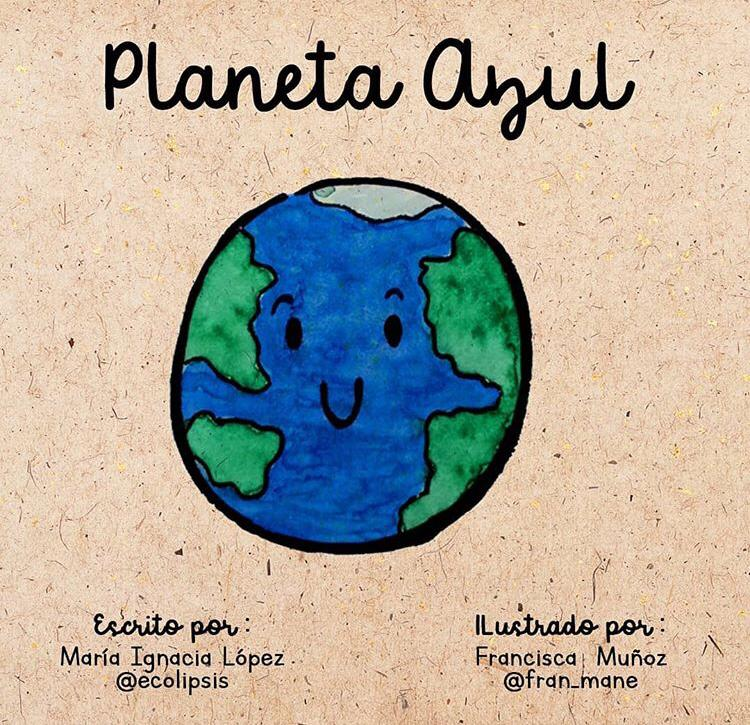 Planeta Azul
Escrito por:
María Ignacia López
@ecolipsis
ILustrado por:
Francisca Muñoz
@fran_mane